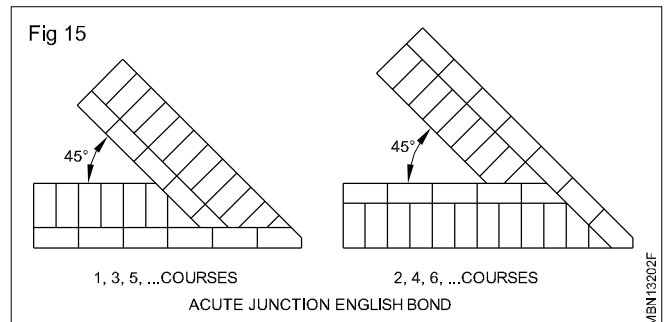 Fig 15
45°
45°
1, 3, 5, ...COURSES
2, 4, 6, ...COURSES
ACUTE JUNCTION ENGLISH BOND
MBN13202F